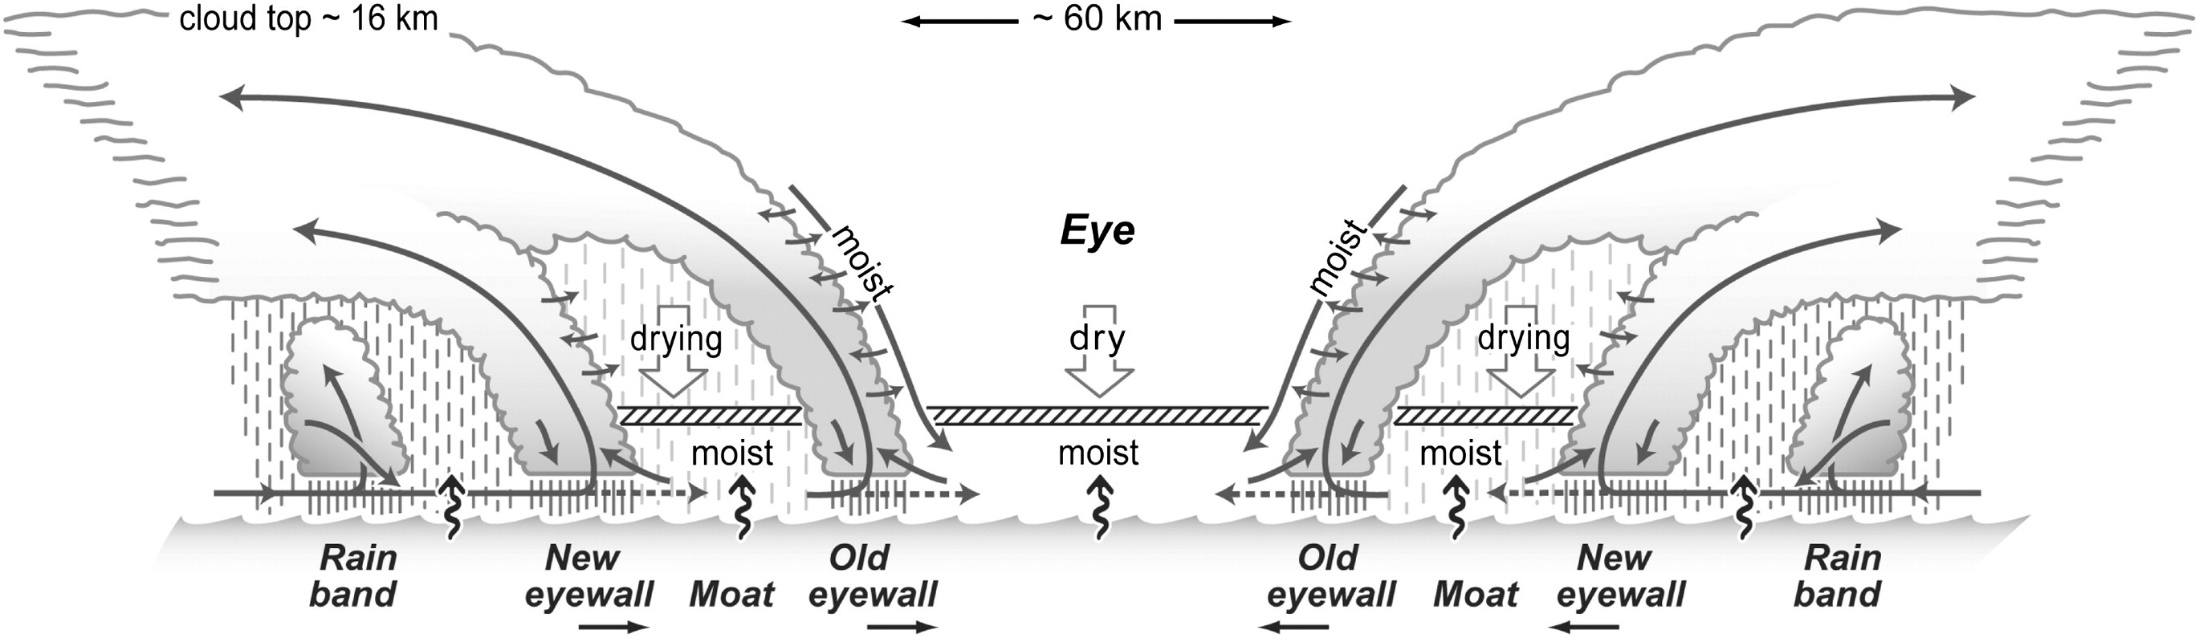 cloud top ~ 16 km
~ 60 km
Eye
moist
moist
drying
dry
drying
moist
moist
moist
Rain
band
New
eyewall
Moat
Old
eyewall
Old
eyewall
Moat
New
eyewall
Rain
band